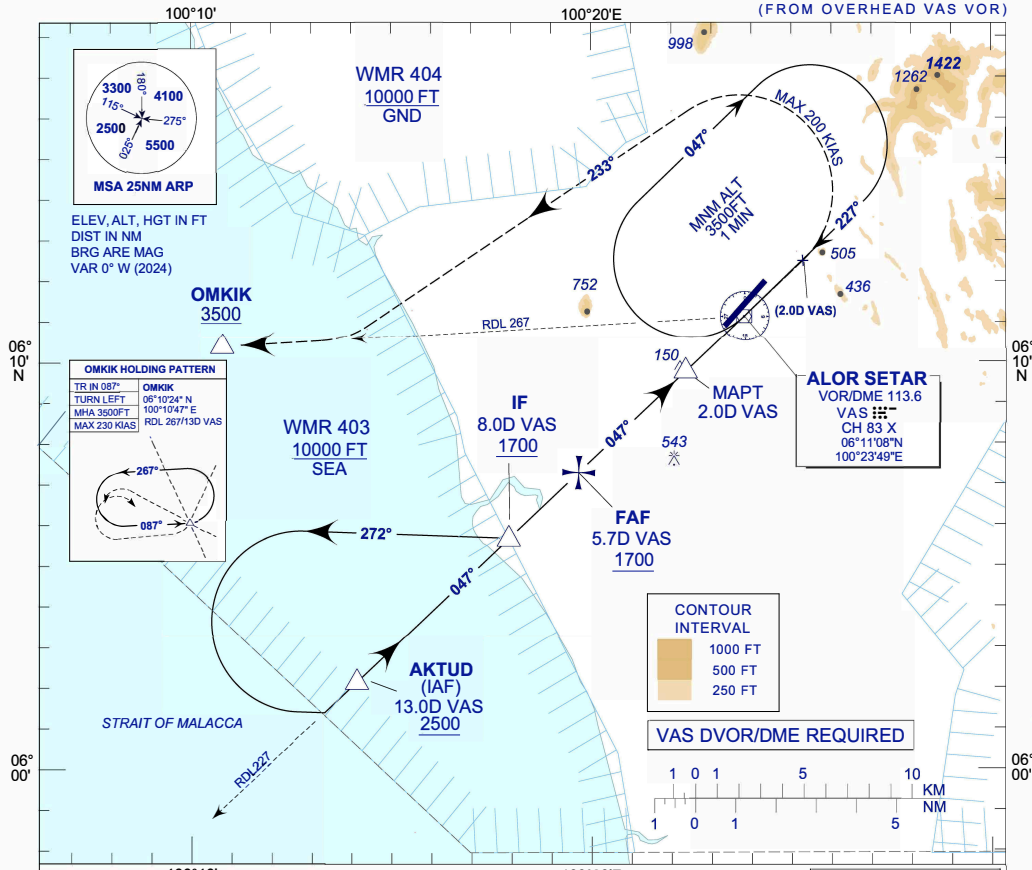 100°10'
100°20'
(FROM OVERHEAD VAS VOR)
998
1422
1262
WMR 404
10000 FT
GND
3300
180°
4100
115°
275°
2500
025°
5500
MSA 25NM ARP
MAX 200 KIAS
047°
233°
MNM ALT
3500FT
1 MIN
227°
ELEV, ALT, HGT IN FT
DIST IN NM
BRG ARE MAG
VAR 0° W (2024)
505
436
752
OMKIK
3500
(2.0D VAS)
RDL 267
06°
10'
N
06°
10'
N
OMKIK HOLDING PATTERN
TR IN 087°
TURN LEFT
MHA 3500FT
MAX 230 KIAS
OMKIK
06°10'24" N
100°10'47" E
RDL 267/13D VAS
267°
087°
150
MAPT
2.0D VAS
ALOR SETAR
VOR/DME 113.6
VAS
CH 83 X
06°11'08"N
100°23'49"E
IF
8.0D VAS
1700
WMR 403
10000 FT
SEA
047°
543
FAF
5.7D VAS
1700
272°
047°
AKTUD
(IAF)
13.0D VAS
2500
CONTOUR
INTERVAL
1000 FT
500 FT
250 FT
STRAIT OF MALACCA
RDL227
VAS DVOR/DME REQUIRED
06°
00'
06°
00'
1 0 1 5 10
KM
NM
1 0 1 5